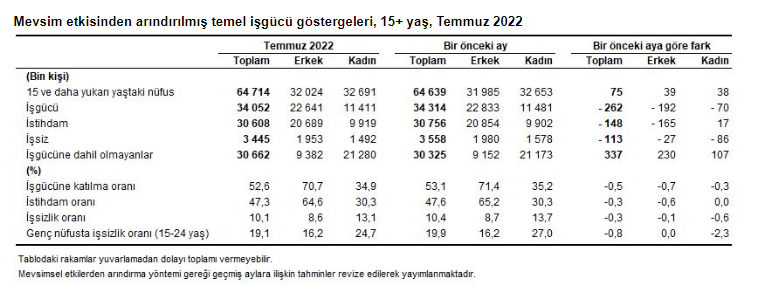 Mevsim etkisinden arındırılmış temel işgücü göstergeleri, 15+ yaş, Temmuz 2022
Temmuz 2022 Bir önceki ay Bir önceki aya göre fark
Toplam Erkek Kadın Toplam Erkek Kadın Toplam Erkek Kadın
(Bin kişi)
15 ve daha yukarı yaştaki nüfus 64 714 32 024 32 691 64 639 31 985 32 653 75 39 38
İşgücü 34 052 22 641 11 411 34 314 22 833 11 481 - 262 - 192 - 70
İstihdam 30 608 20 689 9 919 30 756 20 854 9 902 - 148 - 165 17
İşsiz 3 445 1 953 1 492 3 558 1 980 1 578 - 113 - 27 - 86
İşgücüne dahil olmayanlar 30 662 9 382 21 280 30 325 9 152 21 173 337 230 107
(%)
İşgücüne katılma oranı 52,6 70,7 34,9 53,1 71,4 35,2 -0,5 -0,7 -0,3
İstihdam oranı 47,3 64,6 30,3 47,6 65,2 30,3 -0,3 -0,6 0,0
İşsizlik oranı 10,1 8,6 13,1 10,4 8,7 13,7 -0,3 -0,1 -0,6
Genç nüfusta işsizlik oranı (15-24 yaş) 19,1 16,2 24,7 19,9 16,2 27,0 -0,8 0,0 -2,3
Tablodaki rakamlar yuvarlamadan dolayı toplamı vermeyebilir.
Mevsimsel etkilerden arındırma yöntemi gereği geçmiş aylara ilişkin tahminler revize edilerek yayımlanmaktadır.